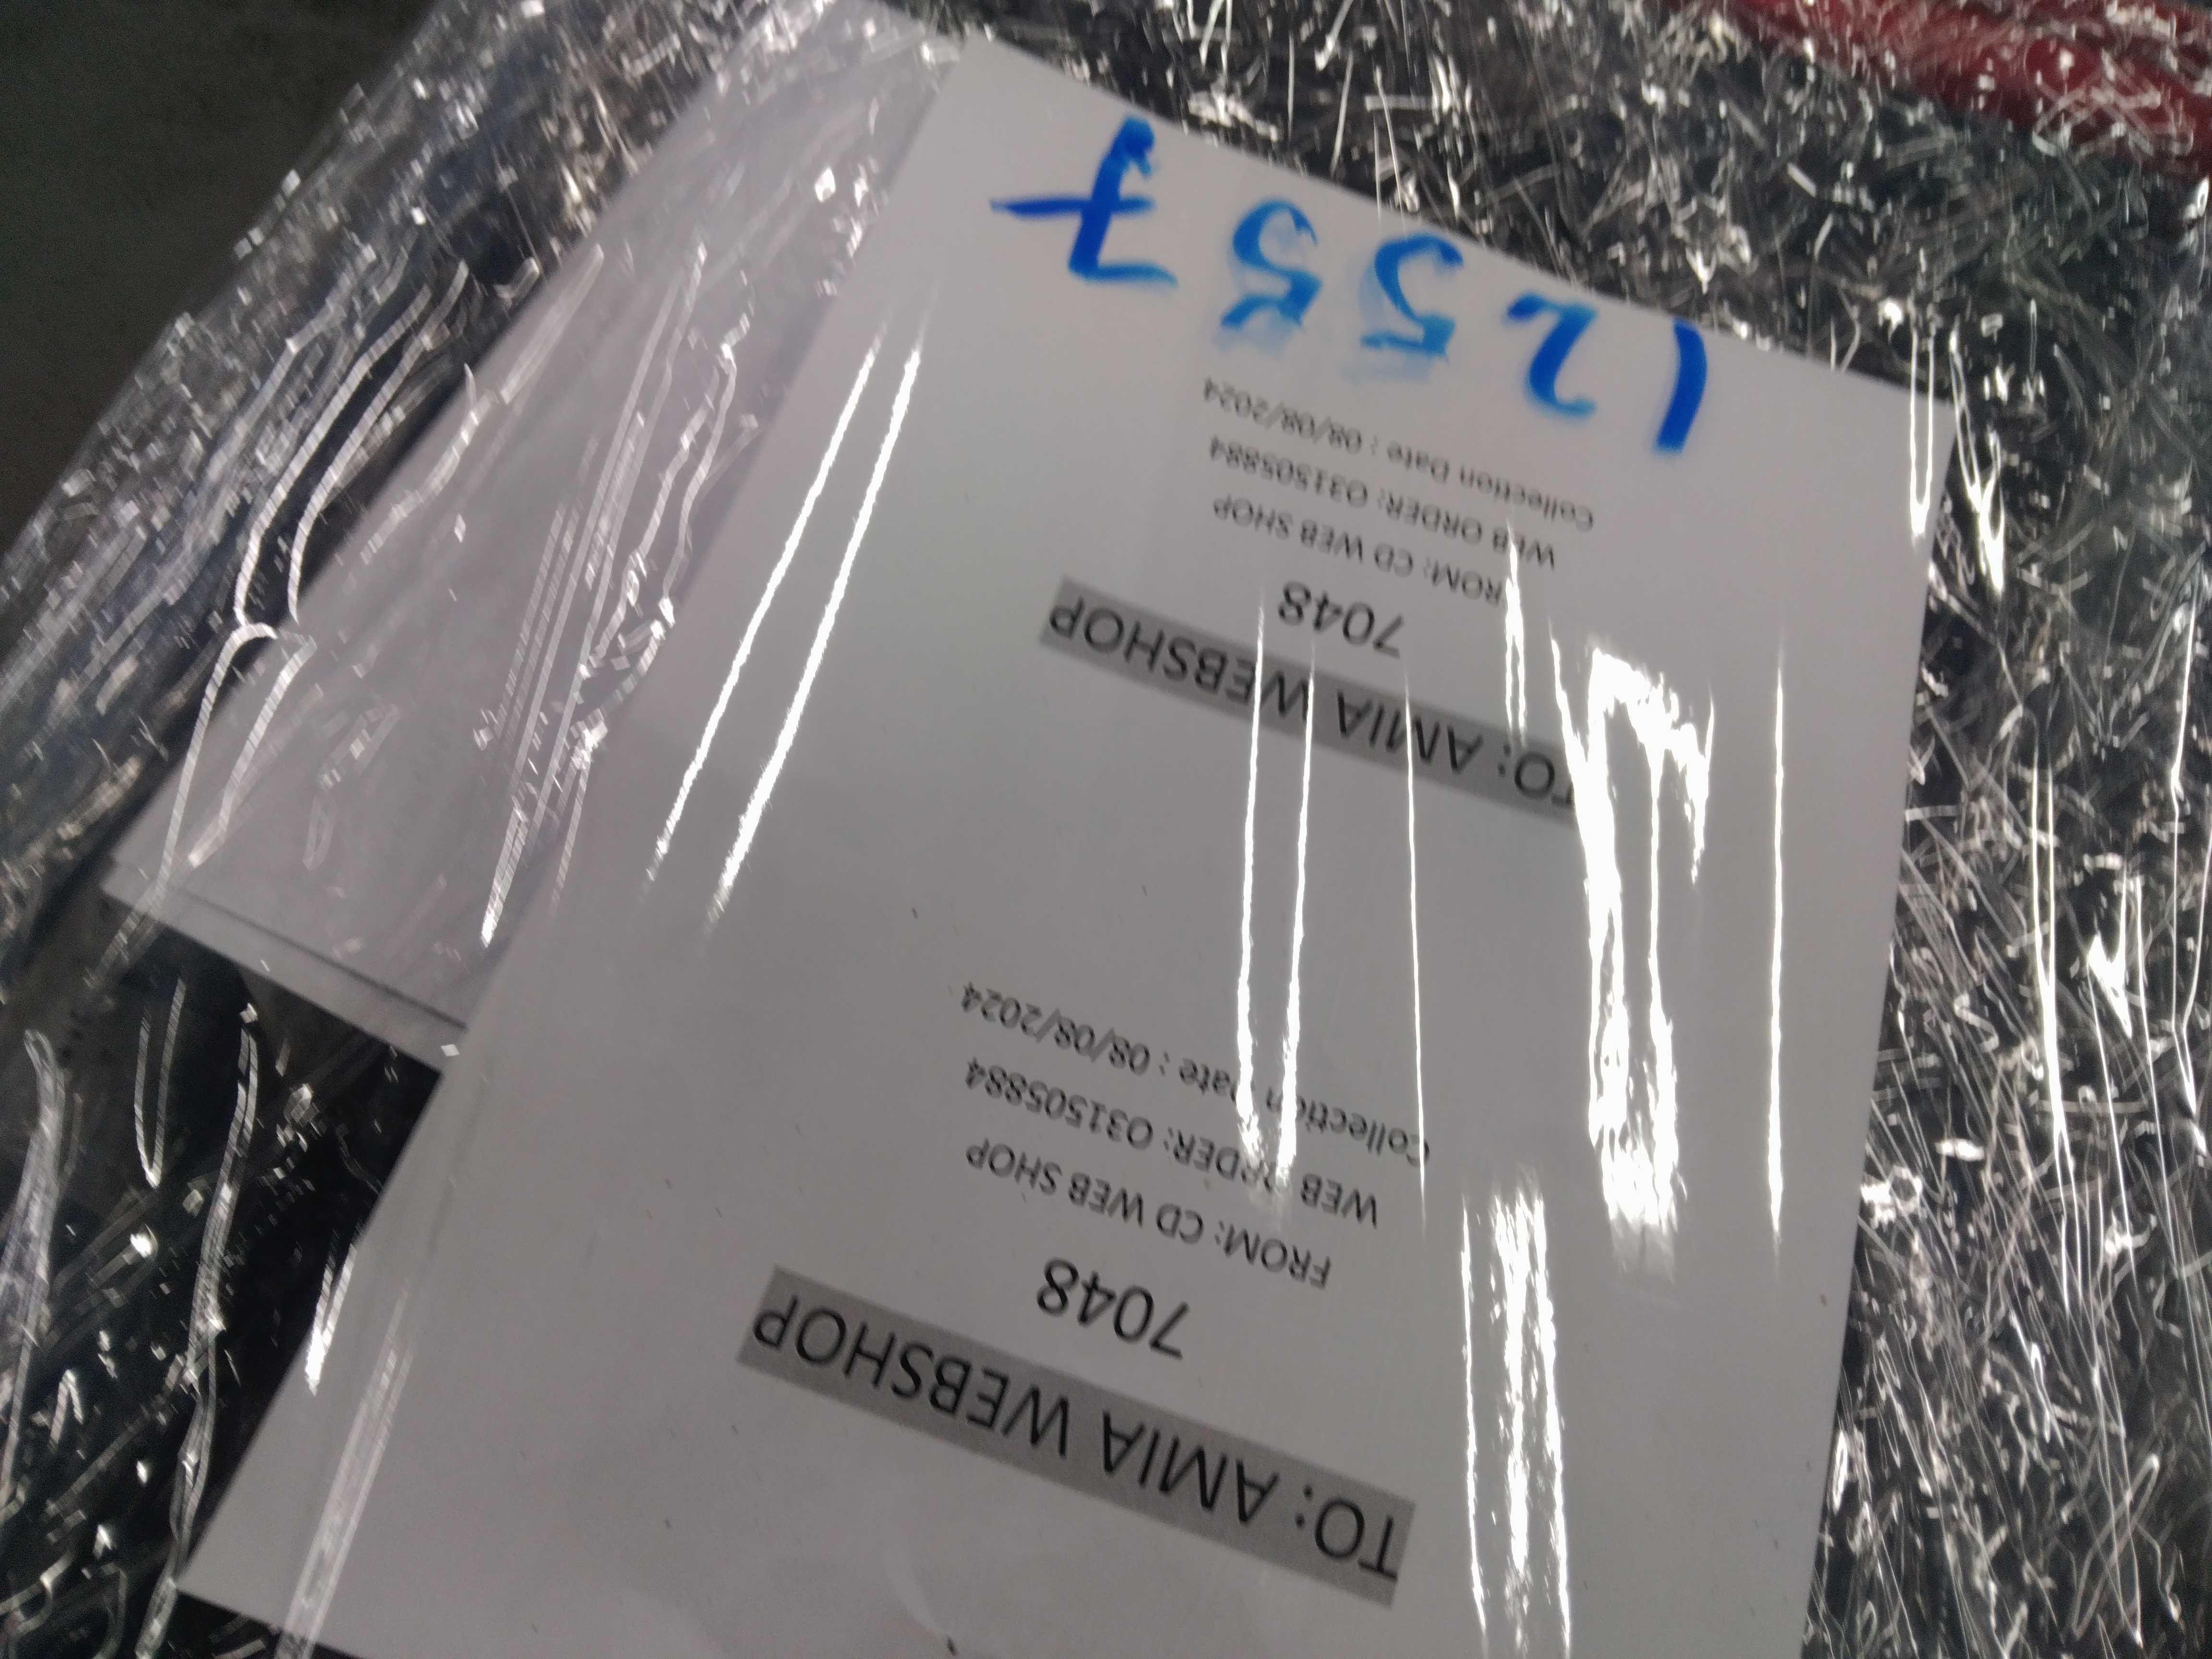 TO: AMIA WEBSHOP
7048
FROM: CD WEB SHOP
WEB ORDER: O31505884
Collection Date : 08/08/2024
TO: AMIA WEBSHOP
7048
FROM: CD WEB SHOP
WEB ORDER: O31505884
Collection Date : 08/08/2024
12557